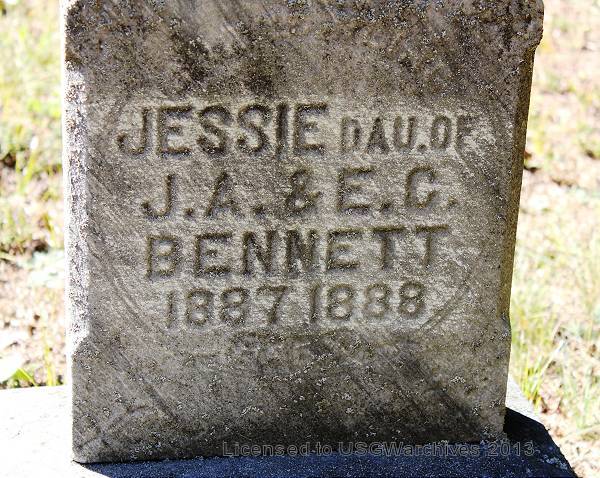 JESSIE DAU. OF
J. A. & E. C.
BENNETT
1887 1888
Licensed to USGWarchives 2013